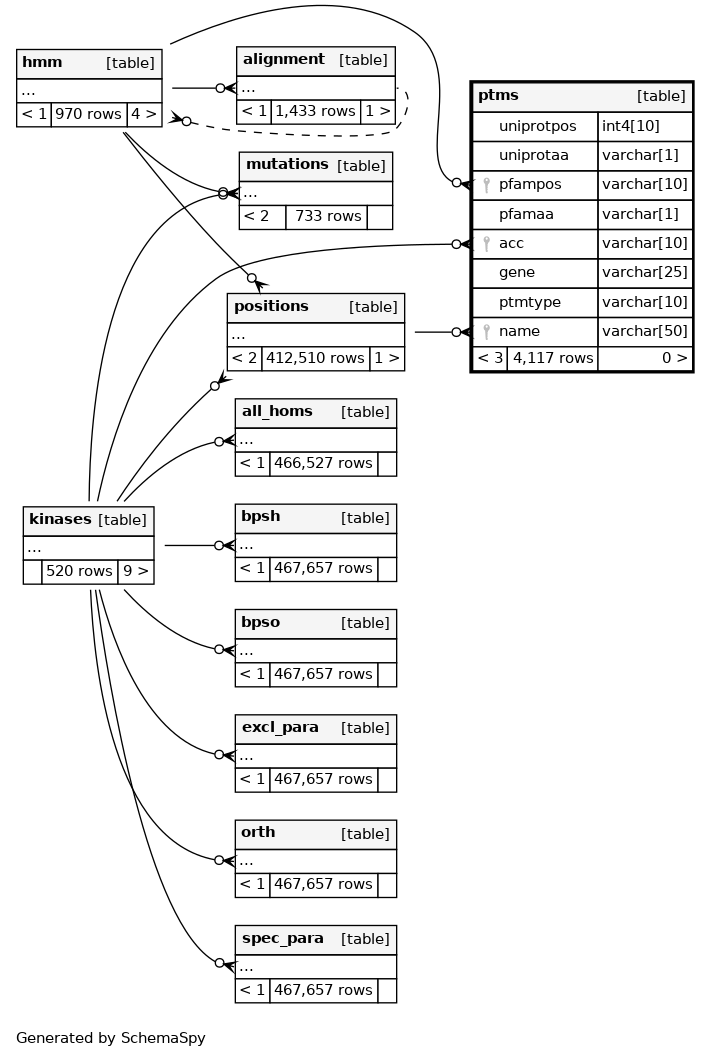 hmm [table]
...
< 1 970 rows 4 >
alignment [table]
...
< 1 1,433 rows 1 >
mutations [table]
...
< 2 733 rows
positions [table]
...
< 2 412,510 rows 1 >
ptms [table]
uniprotpos int4[10]
uniprotaa varchar[1]
pfampos varchar[10]
pfamaa varchar[1]
acc varchar[10]
gene varchar[25]
ptmtype varchar[10]
name varchar[50]
< 3 4,117 rows 0 >
all_homs [table]
...
< 1 466,527 rows
kinases [table]
...
520 rows 9 >
bpsh [table]
...
< 1 467,657 rows
bpso [table]
...
< 1 467,657 rows
excl_para [table]
...
< 1 467,657 rows
orth [table]
...
< 1 467,657 rows
spec_para [table]
...
< 1 467,657 rows
Generated by SchemaSpy